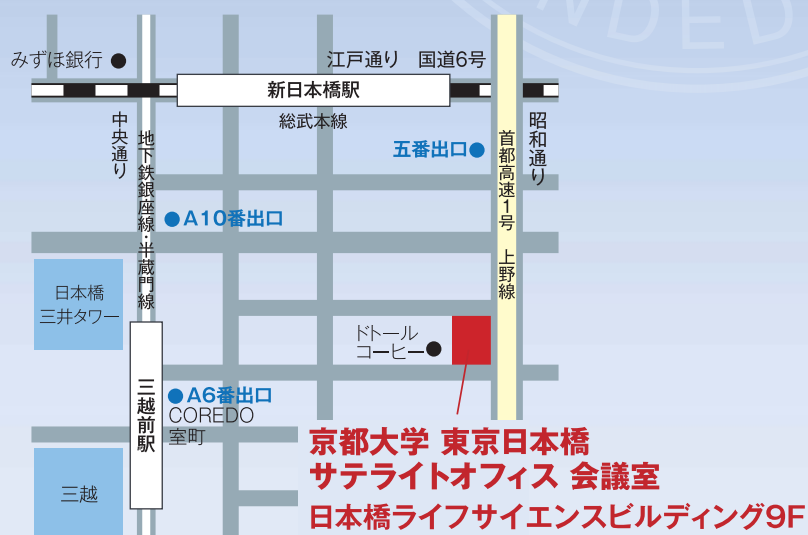 NDED
みずほ銀行
江戸通り 国道6号
新日本橋駅
総武本線
中央通り
地下鉄銀座線・半蔵門線
五番出口
首都高速1号 上野線
昭和通り
A10番出口
日本橋
三井タワー
ドトール
コーヒー
三越前駅
A6番出口
COREDO
室町
三越
京都大学 東京日本橋
サテライトオフィス 会議室
日本橋ライフサイエンスビルディング9F